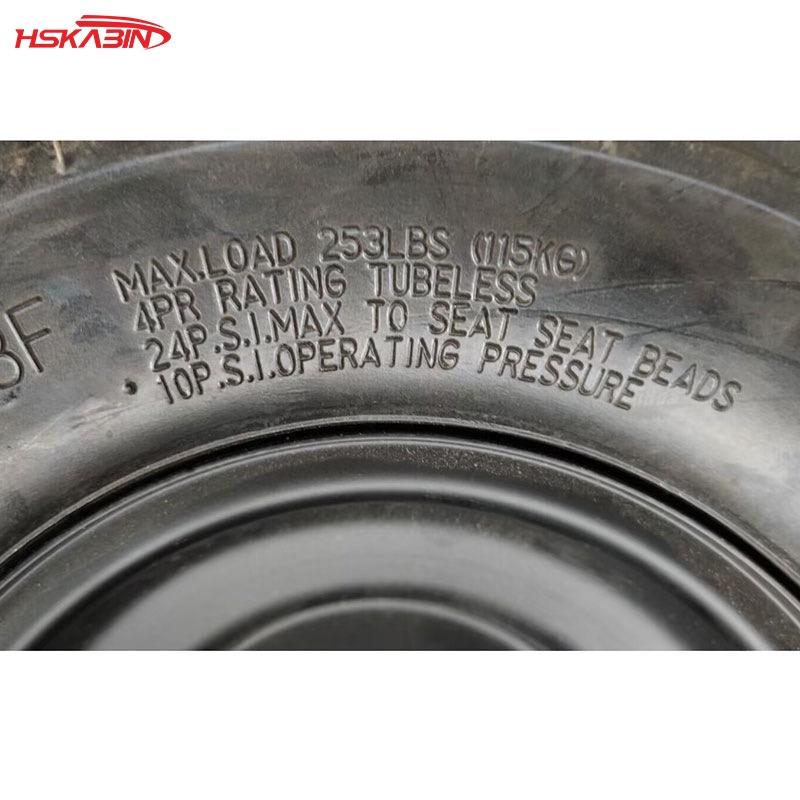 HSKABIN
MAX.LOAD 253LBS (115KG)
4PR RATING TUBELESS
24P.S.I.MAX TO SEAT SEAT BEADS
10P.S.I.OPERATING PRESSURE